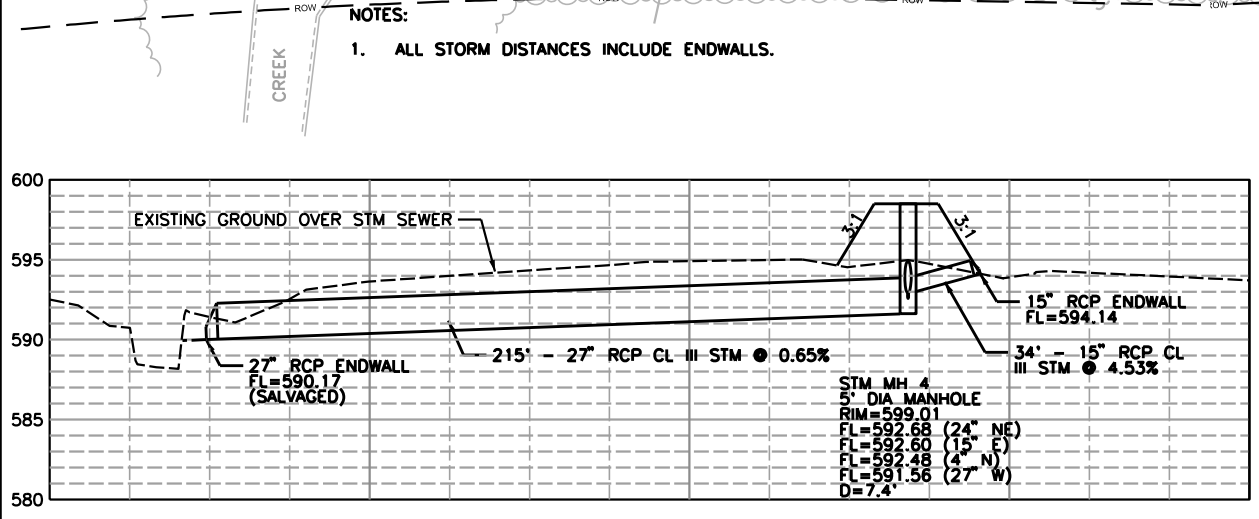 ROW
ROW
ROW
NOTES:
1. ALL STORM DISTANCES INCLUDE ENDWALLS.
CREEK
600
595
590
585
580
EXISTING GROUND OVER STM SEWER
3:1
3:1
15" RCP ENDWALL
FL=594.14
215' - 27" RCP CL III STM @ 0.65%
34' - 15" RCP CL
III STM @ 4.53%
27" RCP ENDWALL
FL=590.17
(SALVAGED)
STM MH 4
5' DIA MANHOLE
RIM=599.01
FL=592.68 (24" NE)
FL=592.60 (15" E)
FL=592.48 (4" N)
FL=591.56 (27" W)
D=7.4'